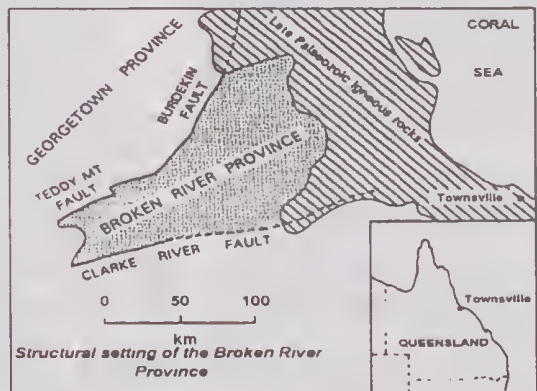 GEORGETOWN PROVINCE
BURDEKIN
FAULT
Late Palaeozoic Igneous rocks
CORAL
SEA
TEDDY MT
FAULT
BROKEN RIVER PROVINCE
Townsville
CLARKE RIVER FAULT
0 50 100
km
Structural setting of the Broken River
Province
Townsville
QUEENSLAND